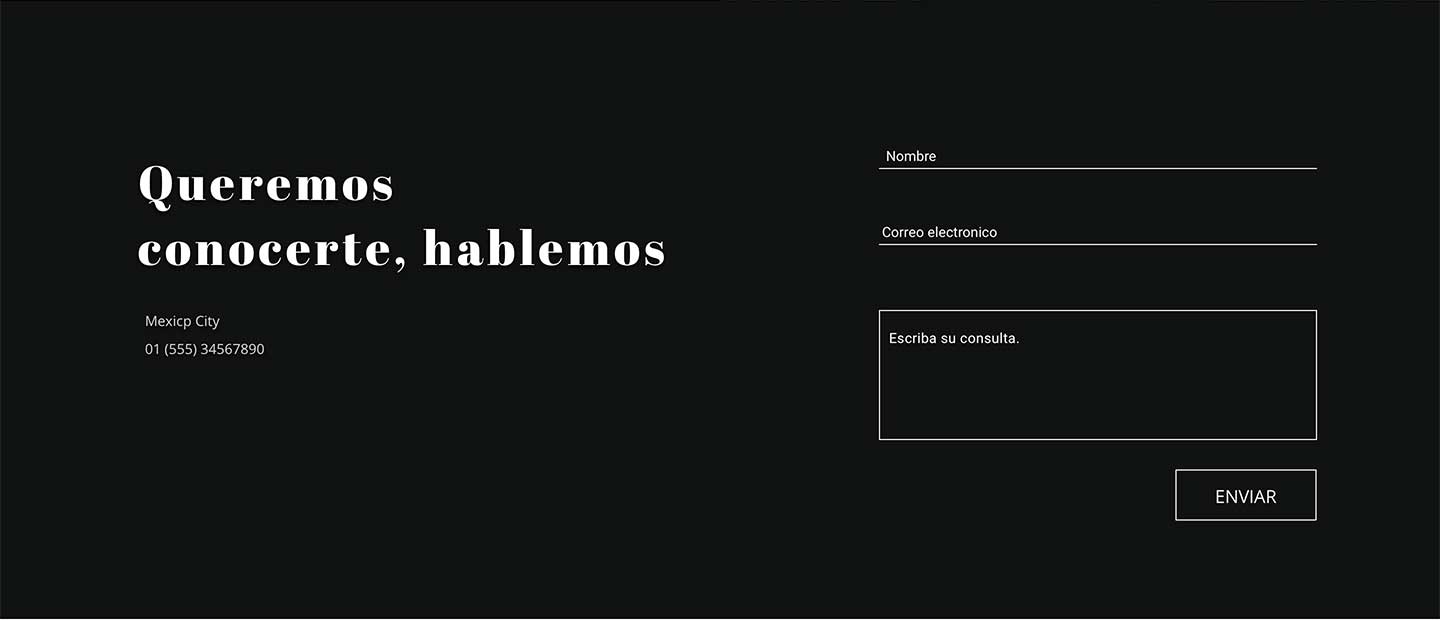 Queremos
conocerte, hablemos
Mexicp City
01 (555) 34567890
Nombre
Correo electronico
Escriba su consulta.
ENVIAR